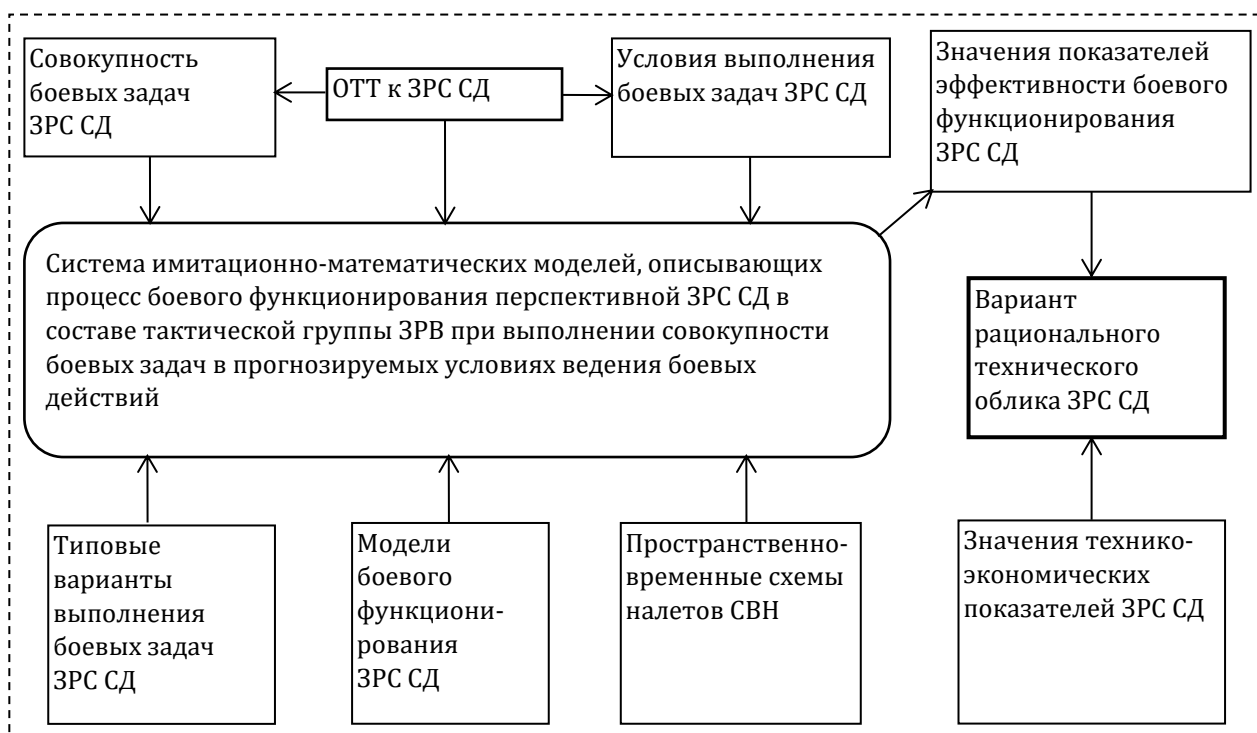 Совокупность
боевых задач
ЗРС СД
ОТТ к ЗРС СД
Условия выполнения
боевых задач ЗРС СД
Значения показателей
эффективности боевого
функционирования
ЗРС СД
Система имитационно-математических моделей, описывающих
процесс боевого функционирования перспективной ЗРС СД в
составе тактической группы ЗРВ при выполнении совокупности
боевых задач в прогнозируемых условиях ведения боевых
действий
Вариант
рационального
технического
облика ЗРС СД
Типовые
варианты
выполнения
боевых задач
ЗРС СД
Модели
боевого
функциони-
рования
ЗРС СД
Пространственно-
временные схемы
налетов СВН
Значения технико-
экономических
показателей ЗРС СД